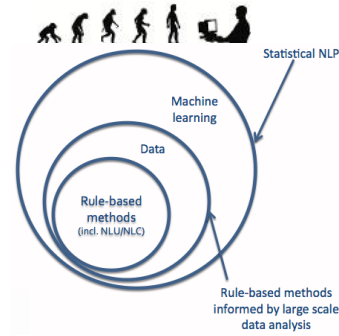 Statistical NLP
Machine
learning
Data
Rule-based
methods
(incl. NLU/NLC)
Rule-based methods
informed by large scale
data analysis